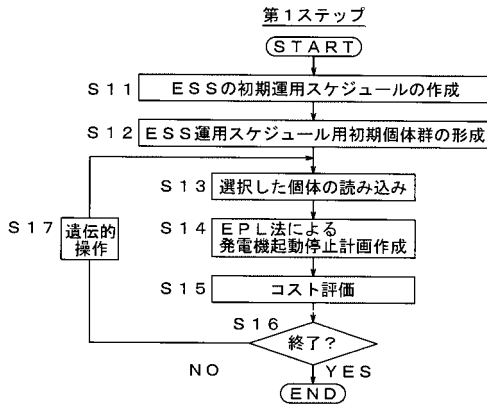 第1ステップ
START
S11
ESSの初期運用スケジュールの作成
S12
ESS運用スケジュール用初期個体群の形成
S13
選択した個体の読み込み
S17
遺伝的
操作
S14
EPL法による
発電機起動停止計画作成
S15
コスト評価
S16
終了?
NO
YES
END